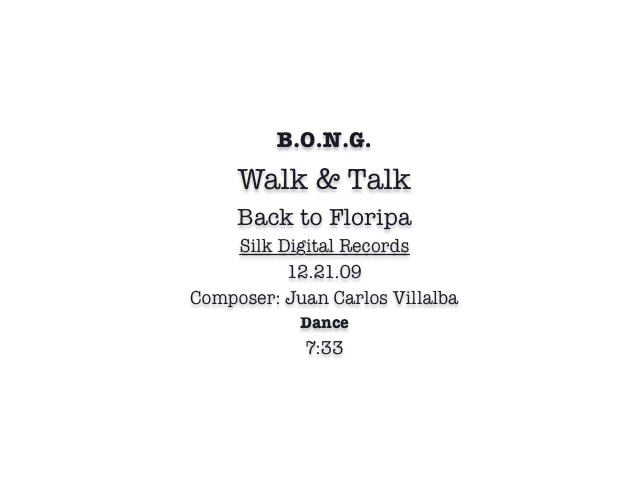 B.O.N.G.
Walk & Talk
Back to Floripa
Silk Digital Records
12.21.09
Composer: Juan Carlos Villalba
Dance
7:33